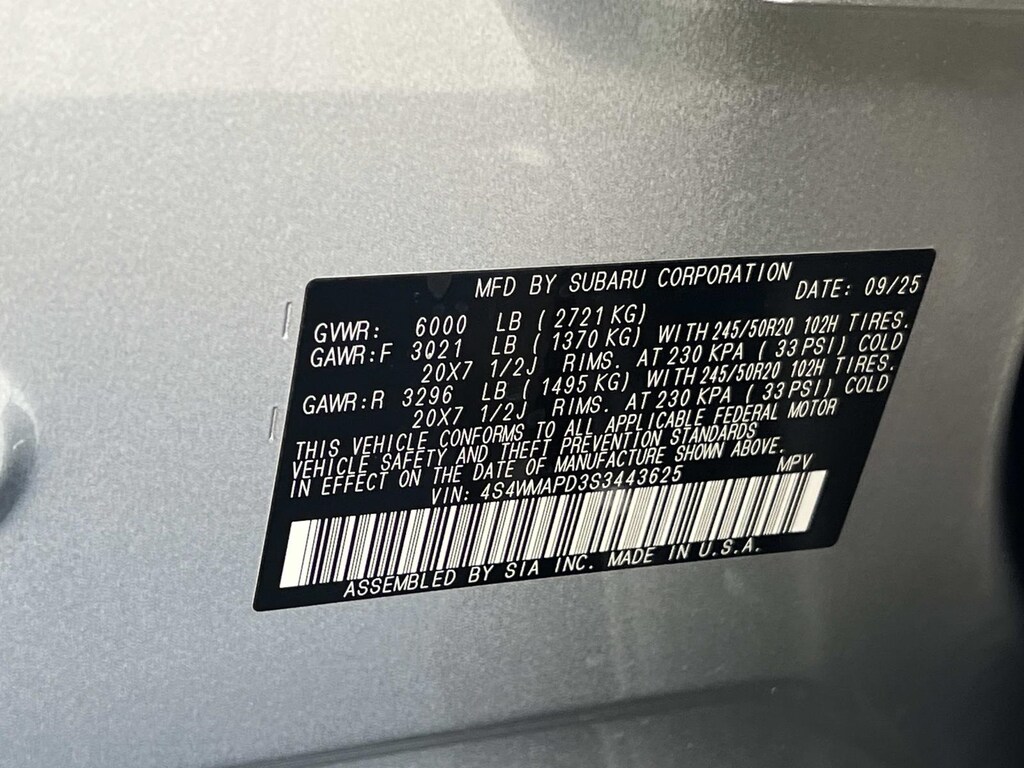 MFD BY SUBARU CORPORATION DATE: 09/25
GVWR: 6000 LB ( 2721 KG)
GAWR:F 3021 LB ( 1370 KG) WITH 245/50R20 102H TIRES.
20X7 1/2J RIMS. AT 230 KPA ( 33 PSI) COLD
GAWR:R 3296 LB ( 1495 KG) WITH 245/50R20 102H TIRES.
20X7 1/2J RIMS. AT 230 KPA ( 33 PSI) COLD
THIS VEHICLE CONFORMS TO ALL APPLICABLE FEDERAL MOTOR
VEHICLE SAFETY AND THEFT PREVENTION STANDARDS
IN EFFECT ON THE DATE OF MANUFACTURE SHOWN ABOVE.
VIN: 4S4WMAPD3S3443625 MPV
ASSEMBLED BY SIA INC. MADE IN U.S.A.